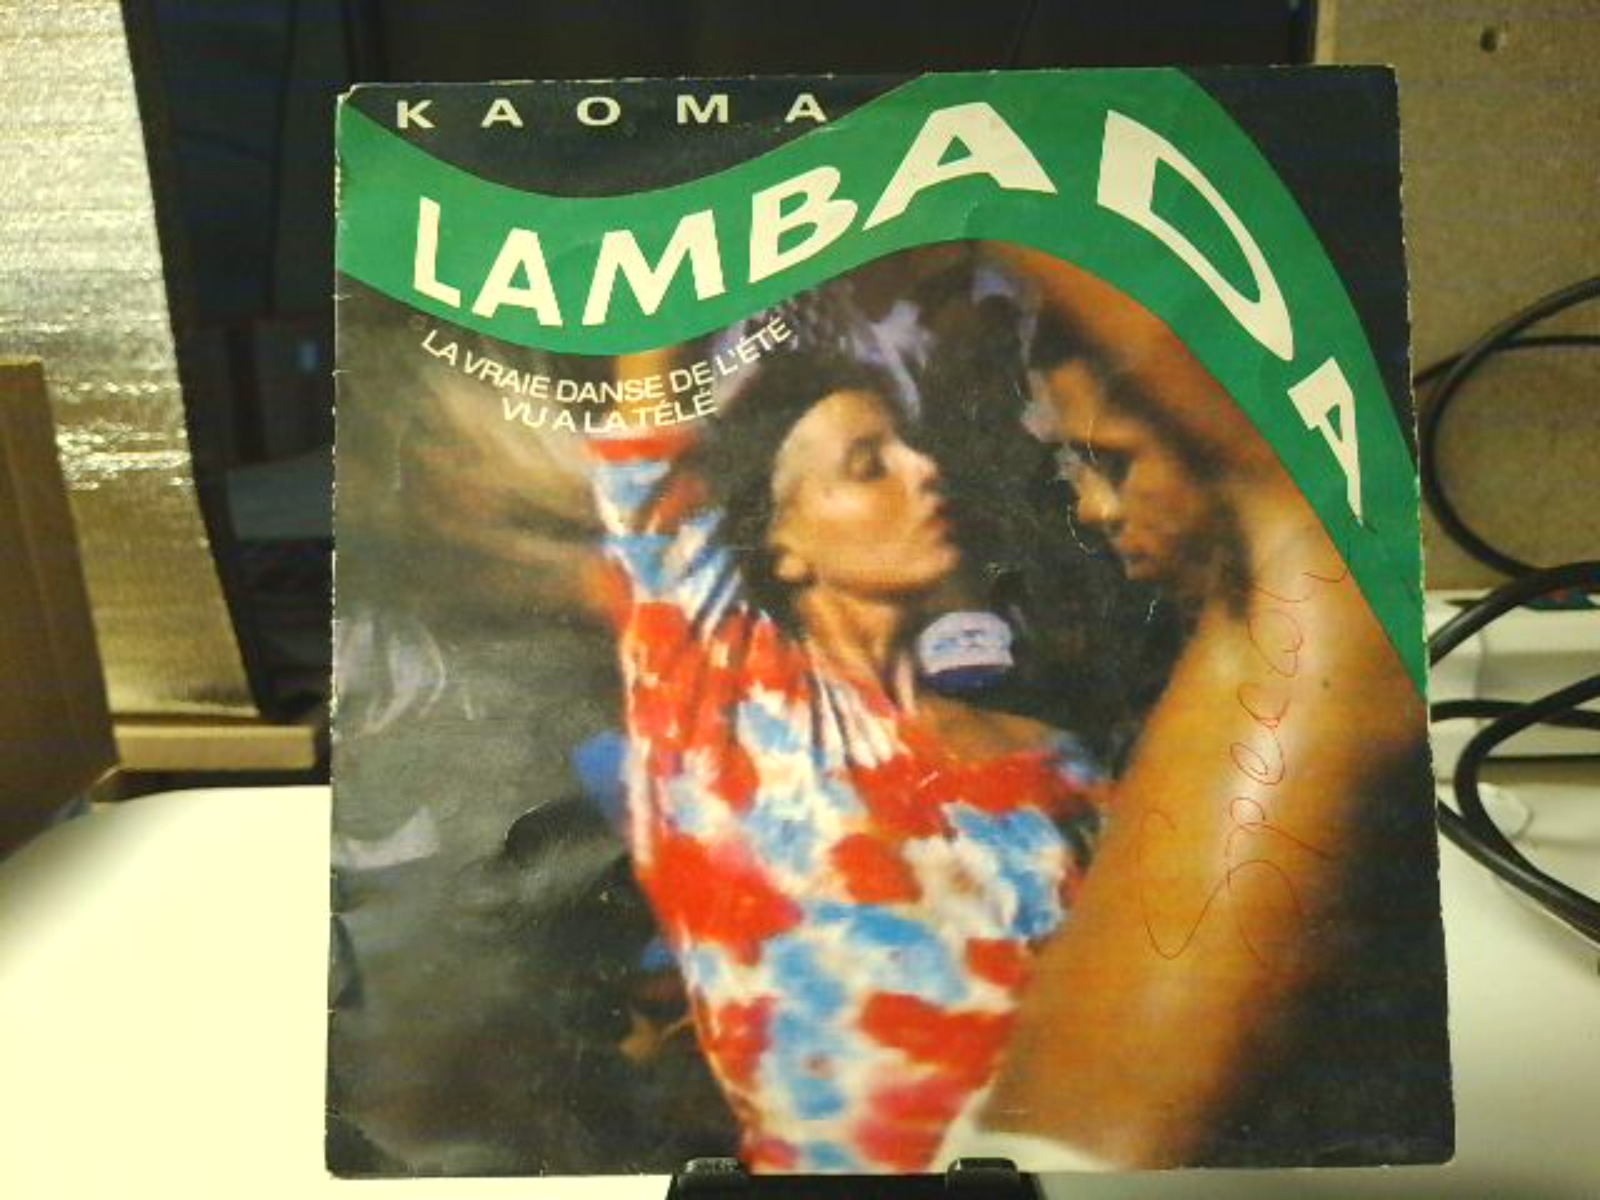 KAOMA
LAMBADA
LA VRAIE DANSE DE L'ÉTÉ
VU A LA TÉLÉ